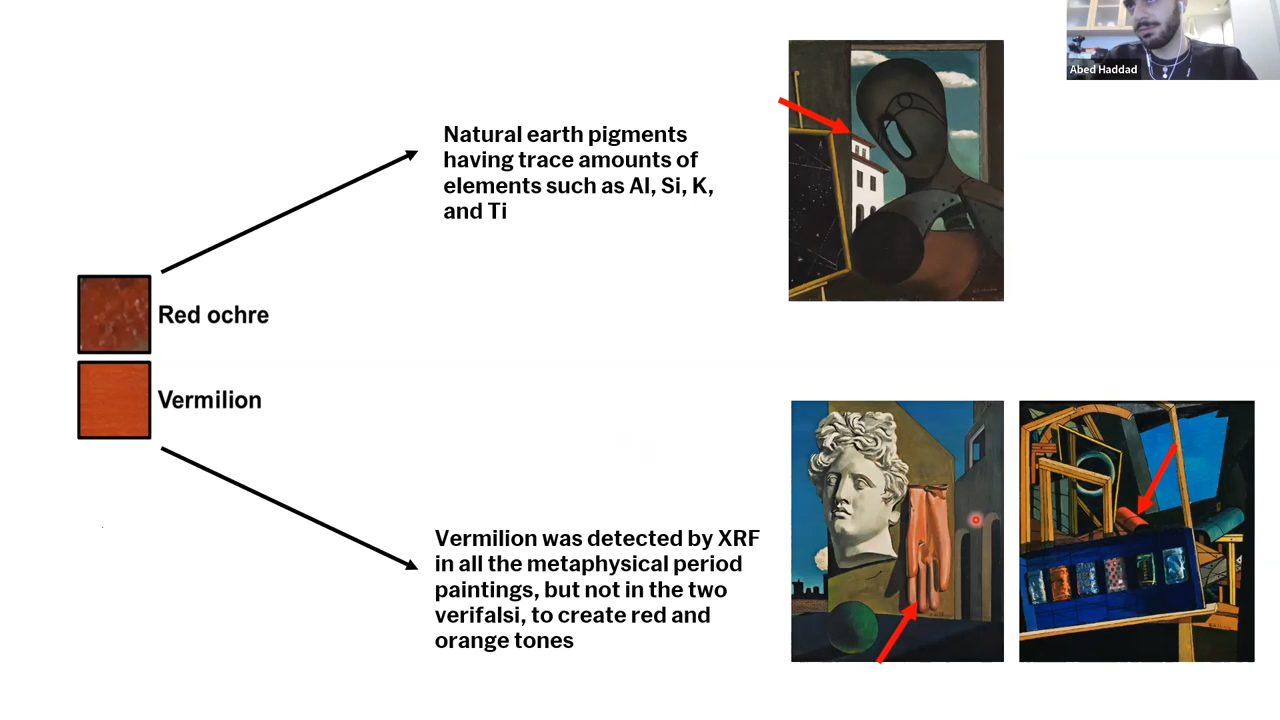 Abed Haddad
Natural earth pigments
having trace amounts of
elements such as Al, Si, K,
and Ti
Red ochre
Vermilion
Vermilion was detected by XRF
in all the metaphysical period
paintings, but not in the two
verifalsi, to create red and
orange tones